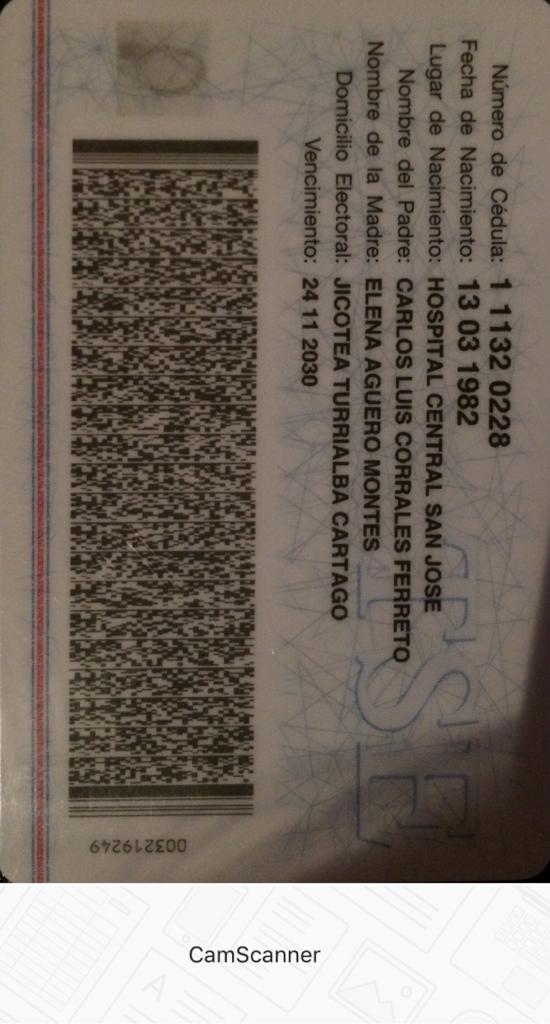 Número de Cédula: 1 1132 0228
Fecha de Nacimiento: 13 03 1982
Lugar de Nacimiento: HOSPITAL CENTRAL SAN JOSE
Nombre del Padre: CARLOS LUIS CORRALES FERRETO
Nombre de la Madre: ELENA AGUERO MONTES
Domicilio Electoral: JICOTEA TURRIALBA CARTAGO
Vencimiento: 24 11 2030
TSE
003219249
CamScanner